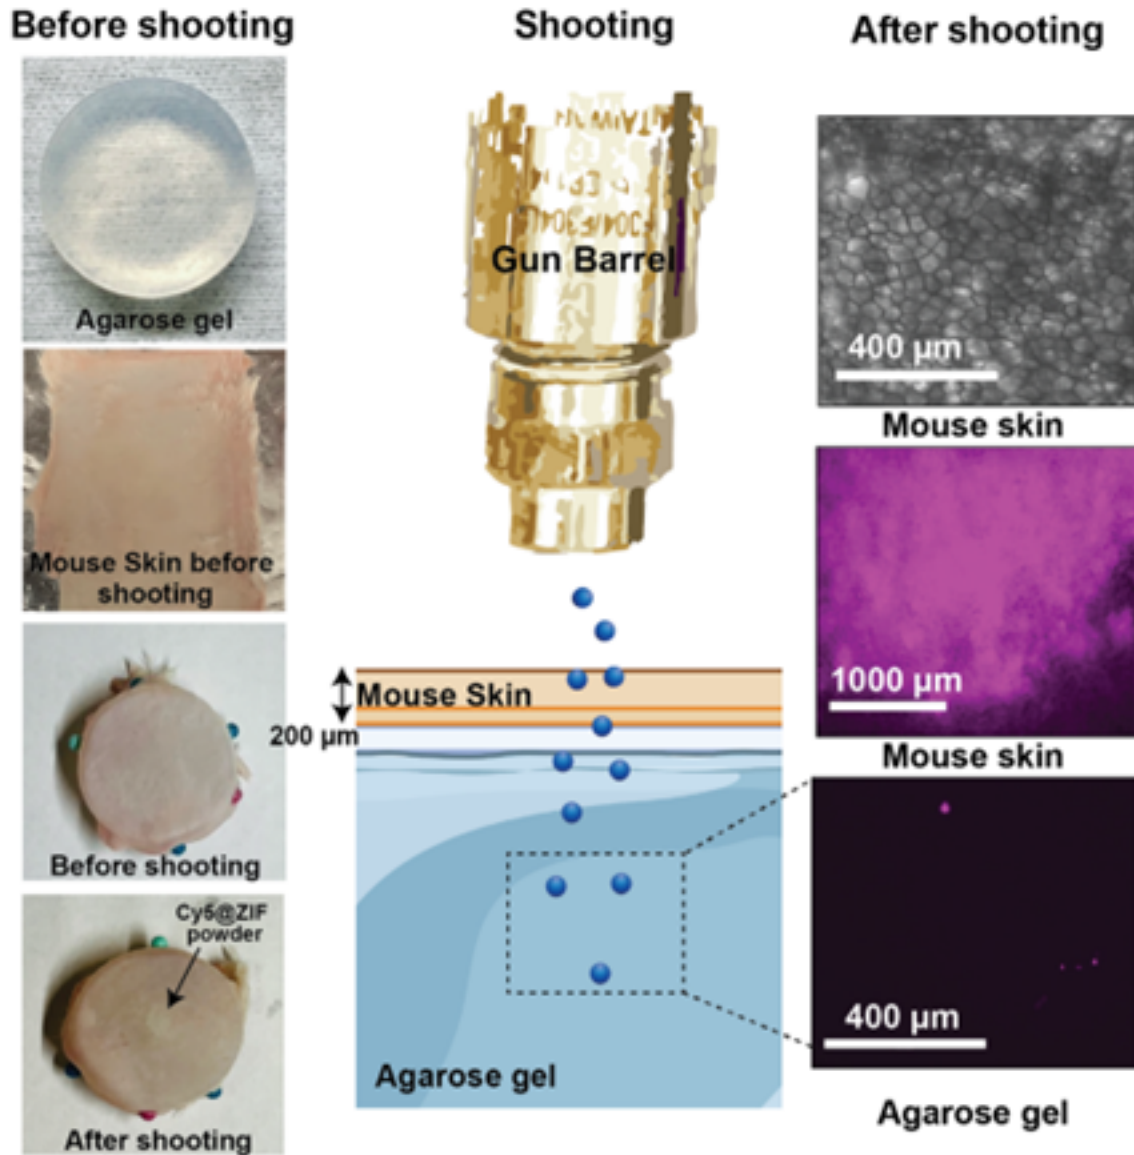 Before shooting
Shooting
After shooting
Agarose gel
Mouse Skin before
shooting
Before shooting
Cy5@ZIF
powder
After shooting
Gun Barrel
Mouse Skin
200 µm
Agarose gel
400 µm
Mouse skin
1000 µm
Mouse skin
400 µm
Agarose gel